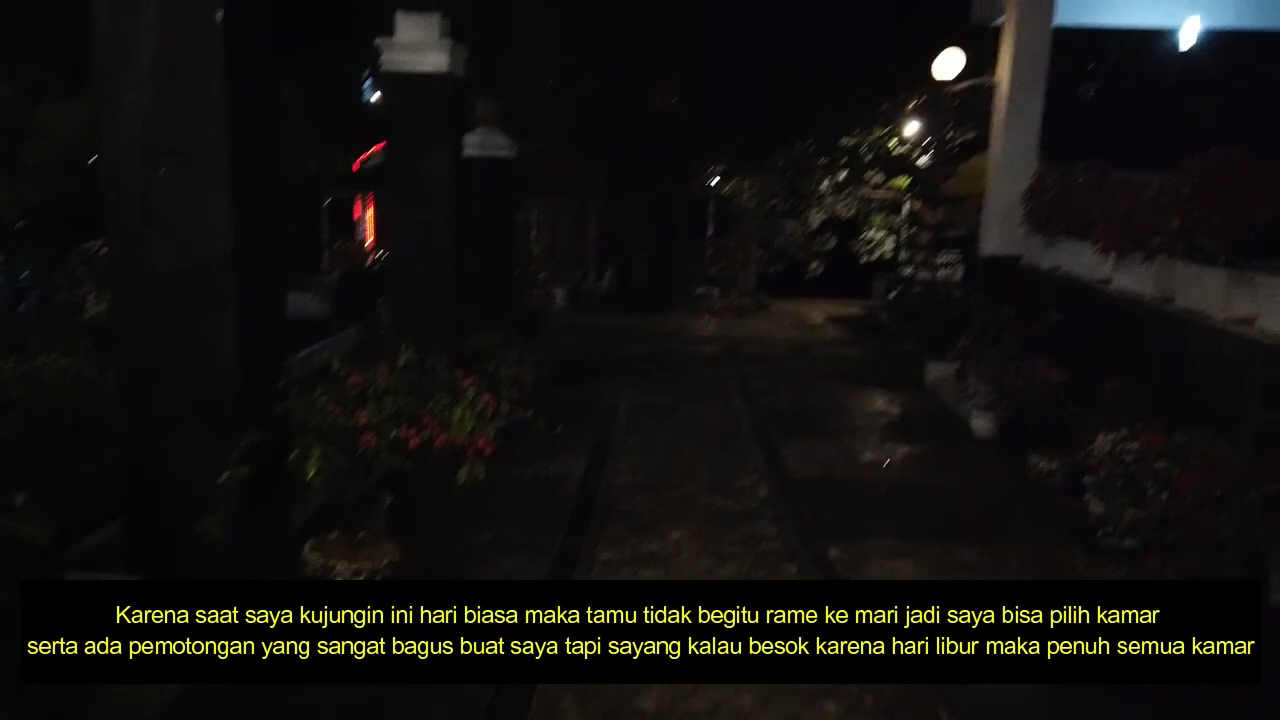 Karena saat saya kujungin ini hari biasa maka tamu tidak begitu rame ke mari jadi saya bisa pilih kamar
serta ada pemotongan yang sangat bagus buat saya tapi sayang kalau besok karena hari libur maka penuh semua kamar